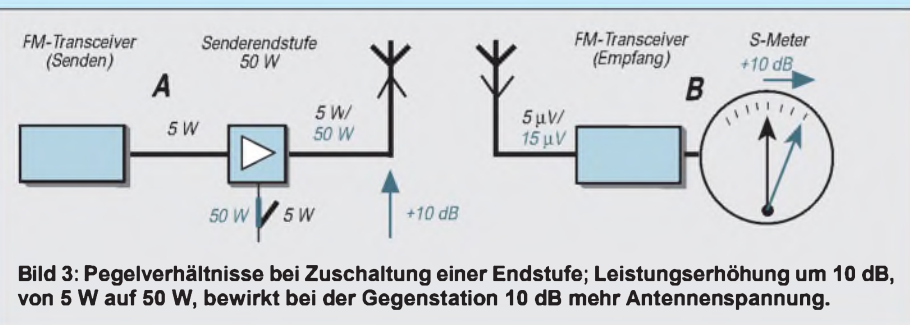 FM-Transceiver
(Senden)
A
5 W
Senderendstufe
50 W
5 W/
50 W
50 W
5 W
+10 dB
FM-Transceiver
(Empfang)
5 µV/
15 µV
B
S-Meter
+10 dB
Bild 3: Pegelverhältnisse bei Zuschaltung einer Endstufe; Leistungserhöhung um 10 dB,
von 5 W auf 50 W, bewirkt bei der Gegenstation 10 dB mehr Antennenspannung.